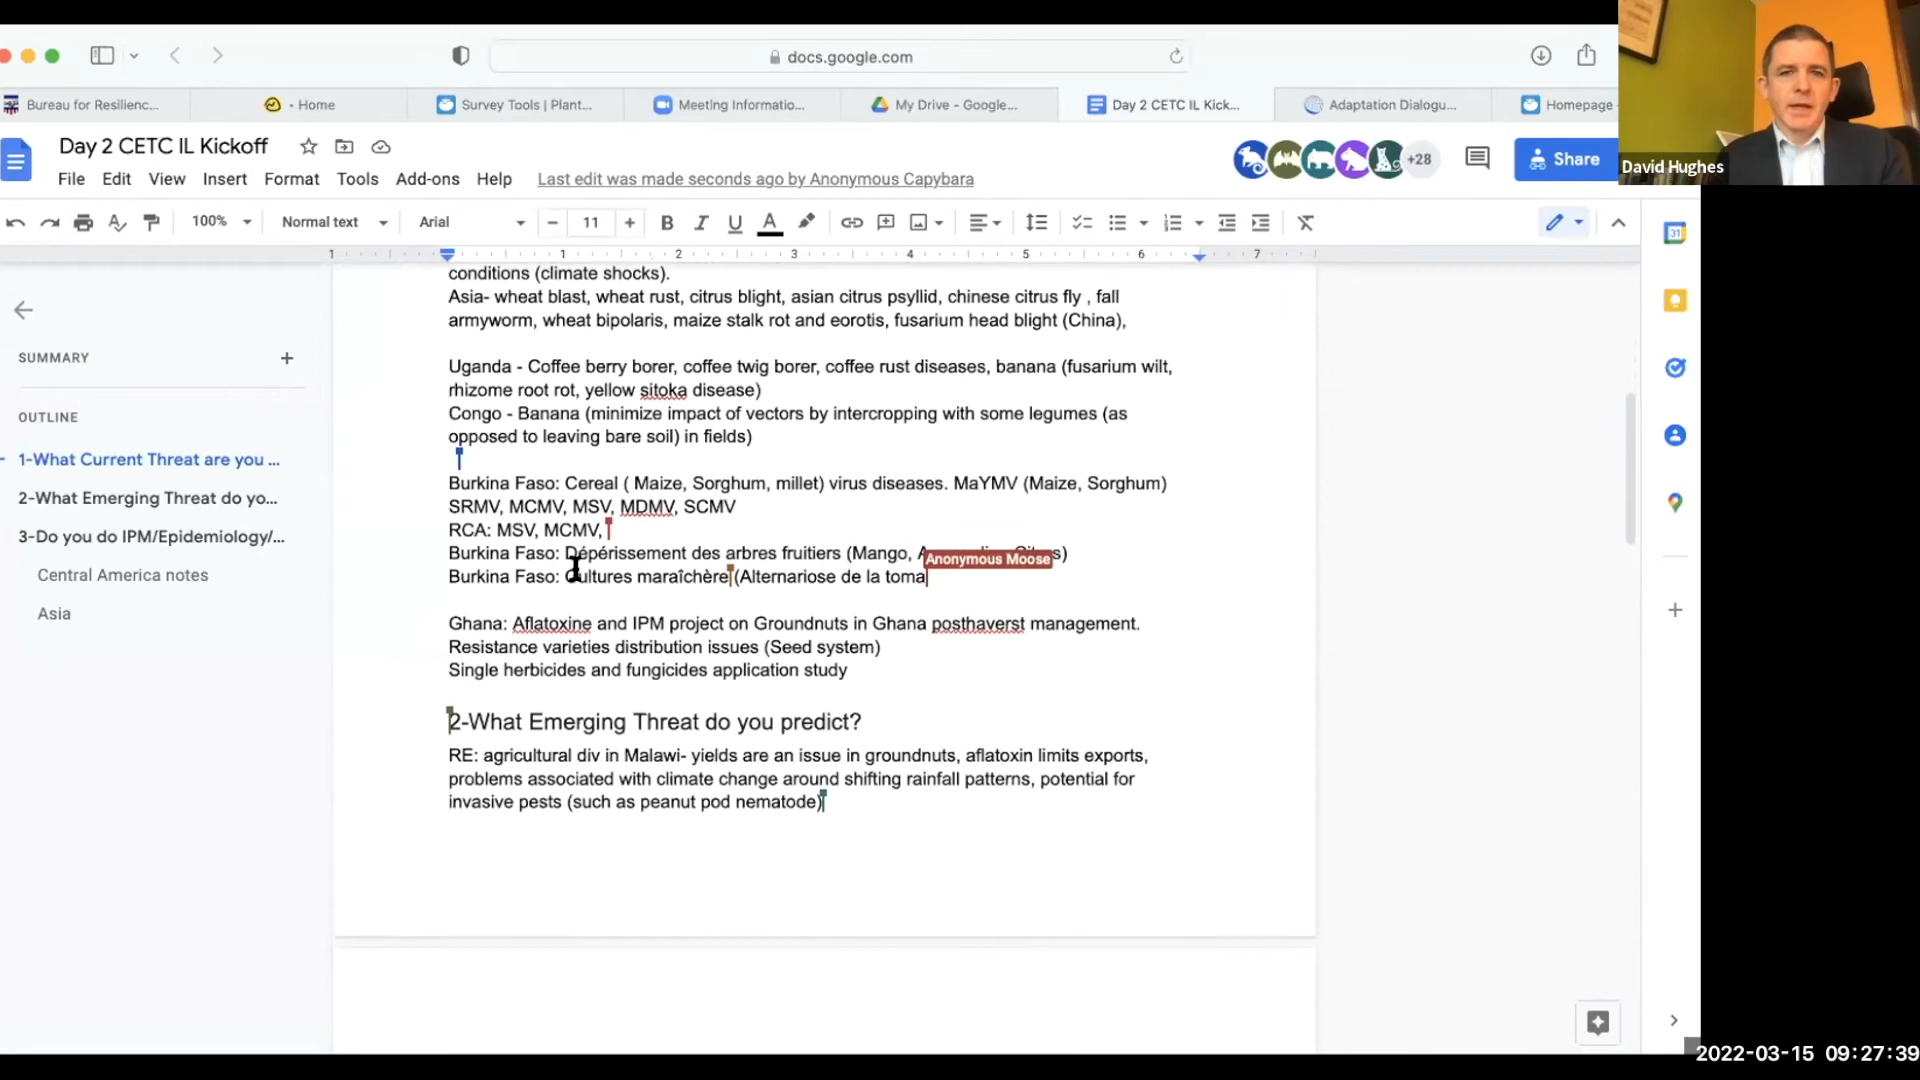 docs.google.com
Bureau for Resilienc...
- Home
Survey Tools | Plant...
Meeting Informatio...
My Drive - Google...
Day 2 CETC IL Kick...
Adaptation Dialogu...
Homepage
David Hughes
Day 2 CETC IL Kickoff
+28
Share
File Edit View Insert Format Tools Add-ons Help Last edit was made seconds ago by Anonymous Capybara
100% Normal text Arial 11
1 1 2 3 4 5 6 7
31
SUMMARY
OUTLINE
1-What Current Threat are you ...
2-What Emerging Threat do yo...
3-Do you do IPM/Epidemiology/...
Central America notes
Asia
conditions (climate shocks).
Asia- wheat blast, wheat rust, citrus blight, asian citrus psyllid, chinese citrus fly , fall
armyworm, wheat bipolaris, maize stalk rot and eorotis, fusarium head blight (China),
Uganda - Coffee berry borer, coffee twig borer, coffee rust diseases, banana (fusarium wilt,
rhizome root rot, yellow sitoka disease)
Congo - Banana (minimize impact of vectors by intercropping with some legumes (as
opposed to leaving bare soil) in fields)
Burkina Faso: Cereal ( Maize, Sorghum, millet) virus diseases. MaYMV (Maize, Sorghum)
SRMV, MCMV, MSV, MDMV, SCMV
RCA: MSV, MCMV,
Burkina Faso: Dépérissement des arbres fruitiers (Mango,
Anonymous Moose
Burkina Faso: Cultures maraîchère (Alternariose de la toma
Ghana: Aflatoxine and IPM project on Groundnuts in Ghana posthaverst management.
Resistance varieties distribution issues (Seed system)
Single herbicides and fungicides application study
2-What Emerging Threat do you predict?
RE: agricultural div in Malawi- yields are an issue in groundnuts, aflatoxin limits exports,
problems associated with climate change around shifting rainfall patterns, potential for
invasive pests (such as peanut pod nematode)
2022-03-15 09:27:39